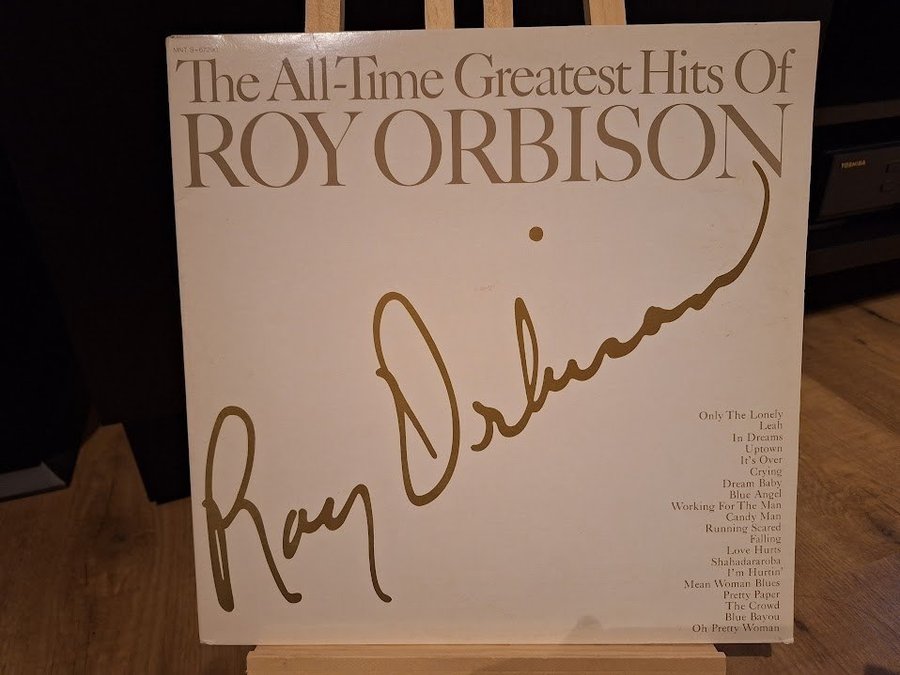 MNT S-67290
The All-Time Greatest Hits Of
ROY ORBISON
TOSHIBA
Roy Orbison
Only The Lonely
Leah
In Dreams
Uptown
It's Over
Crying
Dream Baby
Blue Angel
Working For The Man
Candy Man
Running Scared
Falling
Love Hurts
Shahadararoba
I'm Hurtin'
Mean Woman Blues
Pretty Paper
The Crowd
Blue Bayou
Oh Pretty Woman